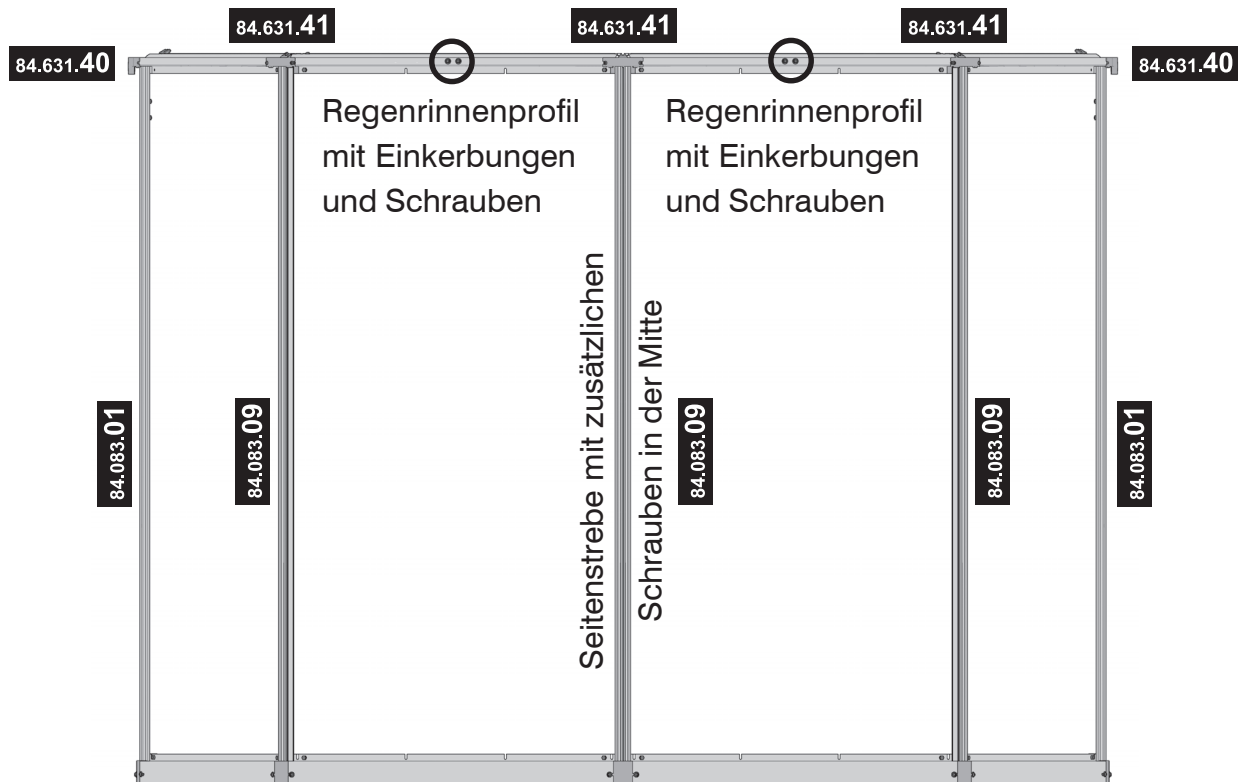 84.631.41
84.631.41
84.631.41
84.631.40
84.631.40
Regenrinnenprofil
mit Einkerbungen
und Schrauben
Regenrinnenprofil
mit Einkerbungen
und Schrauben
84.083.01
84.083.09
Seitenstrebe mit zusätzlichen
Schrauben in der Mitte
84.083.09
84.083.09
84.083.01